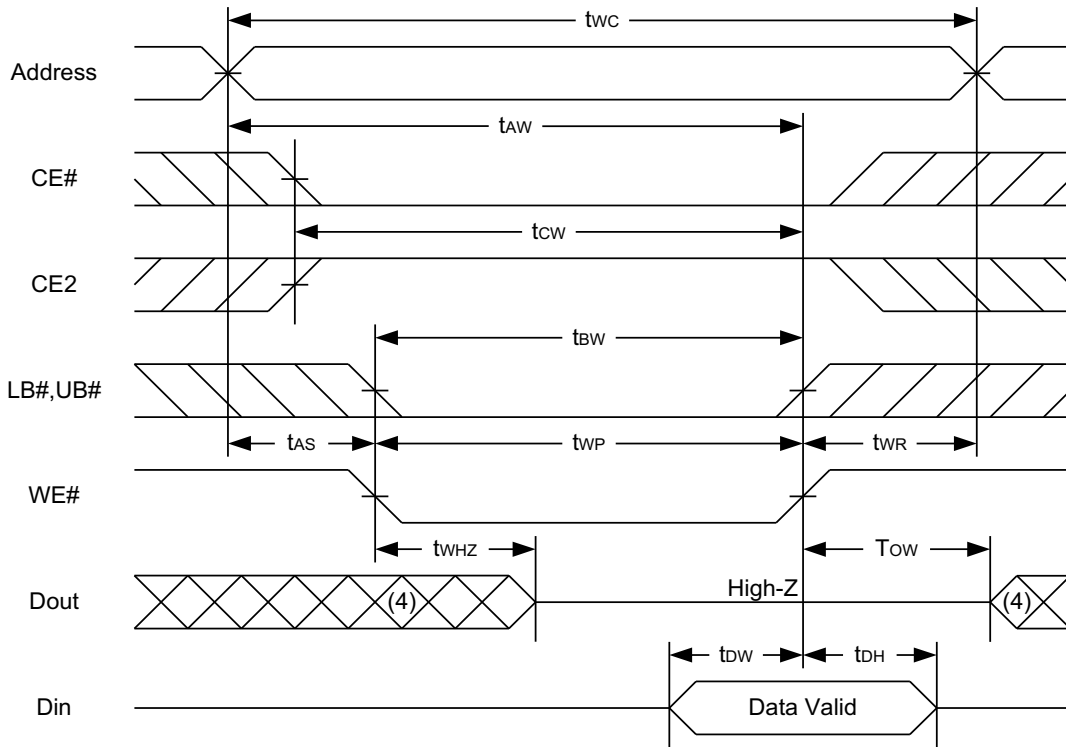 tWC
Address
tAW
CE#
tCW
CE2
tBW
LB#,UB#
tAS
tWP
tWR
WE#
tWHZ
TOW
Dout
(4)
High-Z
(4)
tDW
tDH
Din
Data Valid